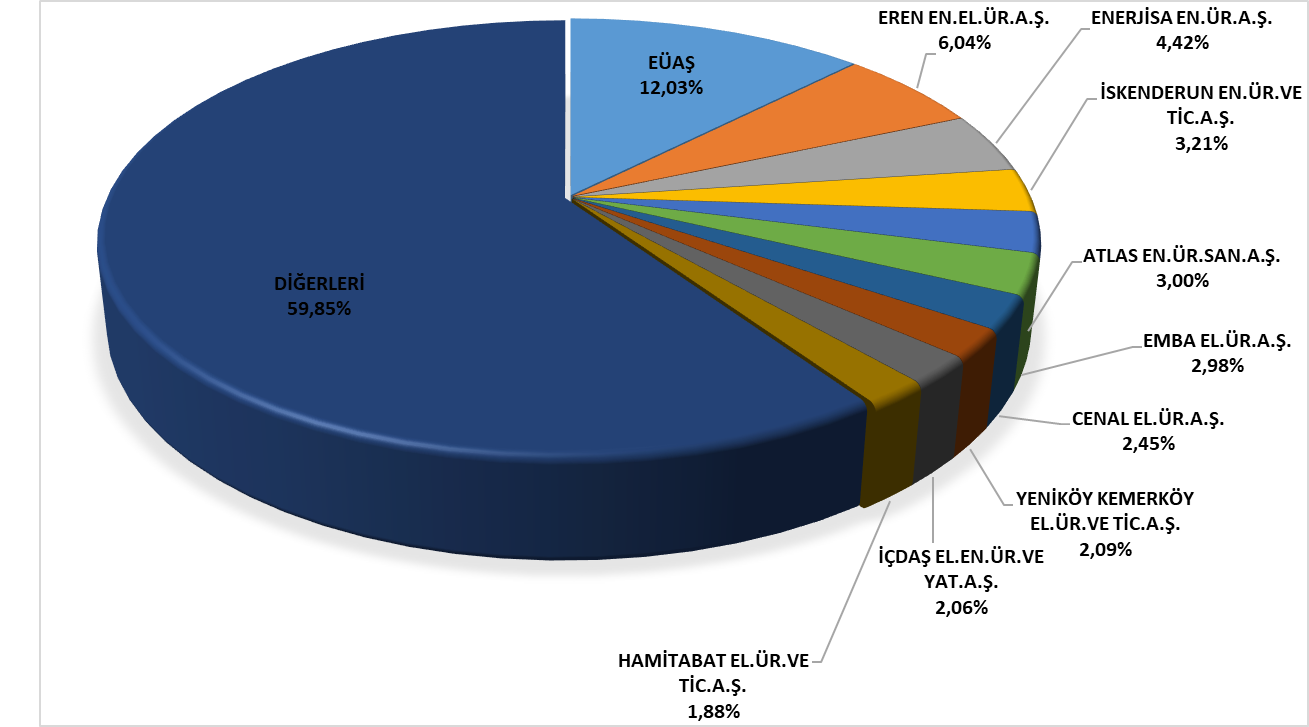 EÜAŞ
12,03%
EREN EN.EL.ÜR.A.Ş.
6,04%
ENERJİSA EN.ÜR.A.Ş.
4,42%
İSKENDERUN EN.ÜR.VE
TİC.A.Ş.
3,21%
ATLAS EN.ÜR.SAN.A.Ş.
3,00%
EMBA EL.ÜR.A.Ş.
2,98%
CENAL EL.ÜR.A.Ş.
2,45%
YENİKÖY KEMERKÖY
EL.ÜR.VE TİC.A.Ş.
2,09%
İÇDAŞ EL.EN.ÜR.VE
YAT.A.Ş.
2,06%
HAMİTABAT EL.ÜR.VE
TİC.A.Ş.
1,88%
DİĞERLERİ
59,85%